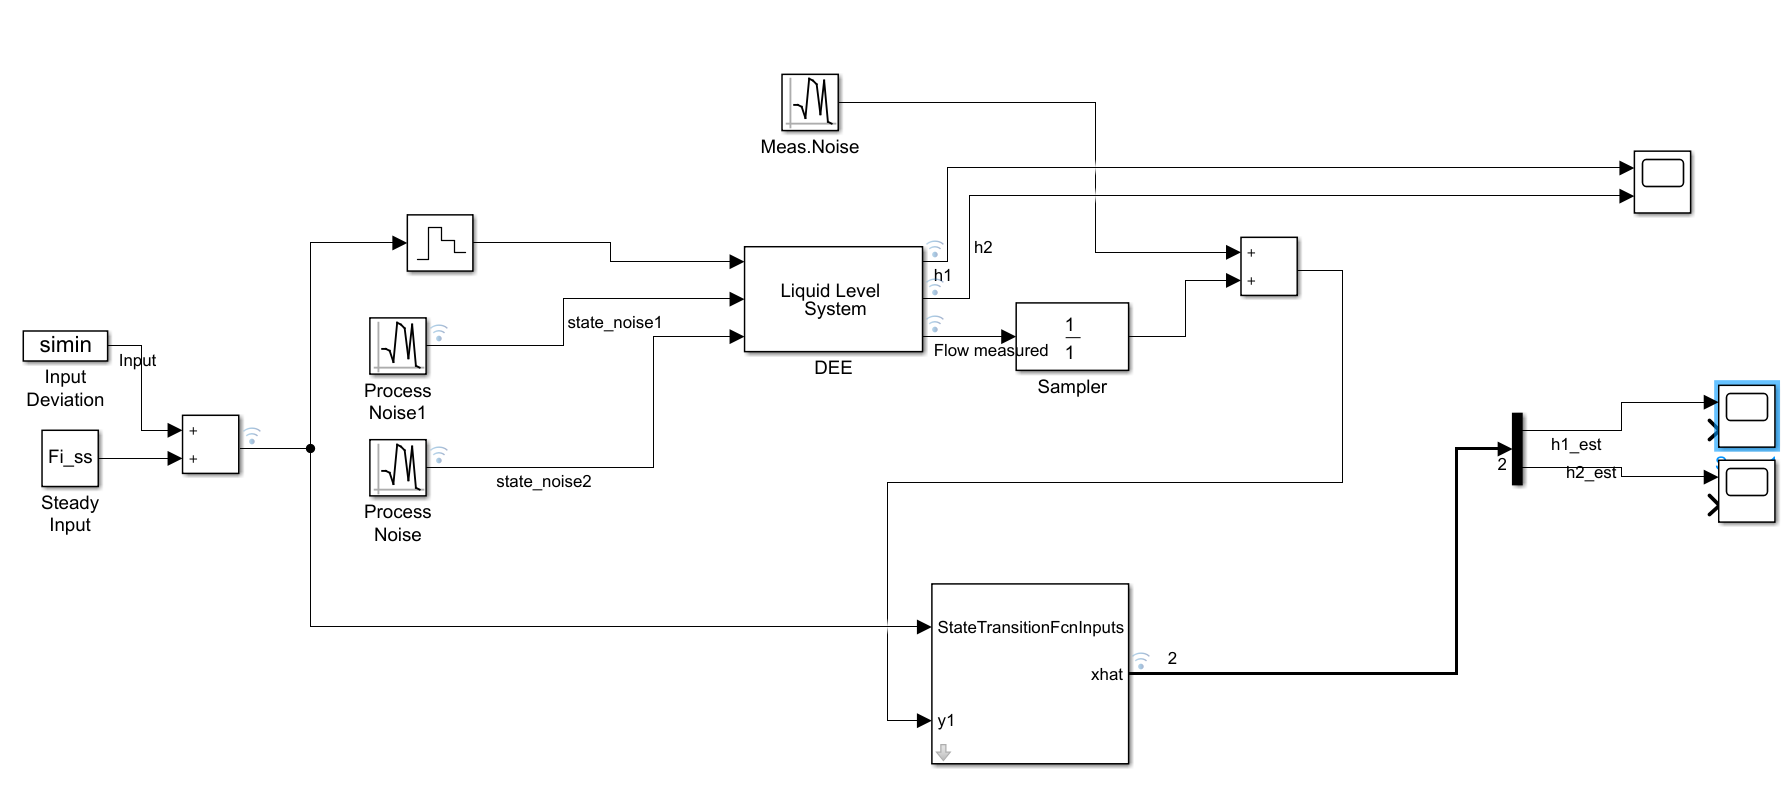 Meas.Noise
h2
h1
+
+
Liquid Level
System
DEE
state_noise1
Flow measured
1
1
Sampler
simin
Input
Input
Deviation
Process
Noise1
+
+
Fi_ss
Steady
Input
state_noise2
Process
Noise
h1_est
2
h2_est
StateTransitionFcnInputs
2
xhat
y1